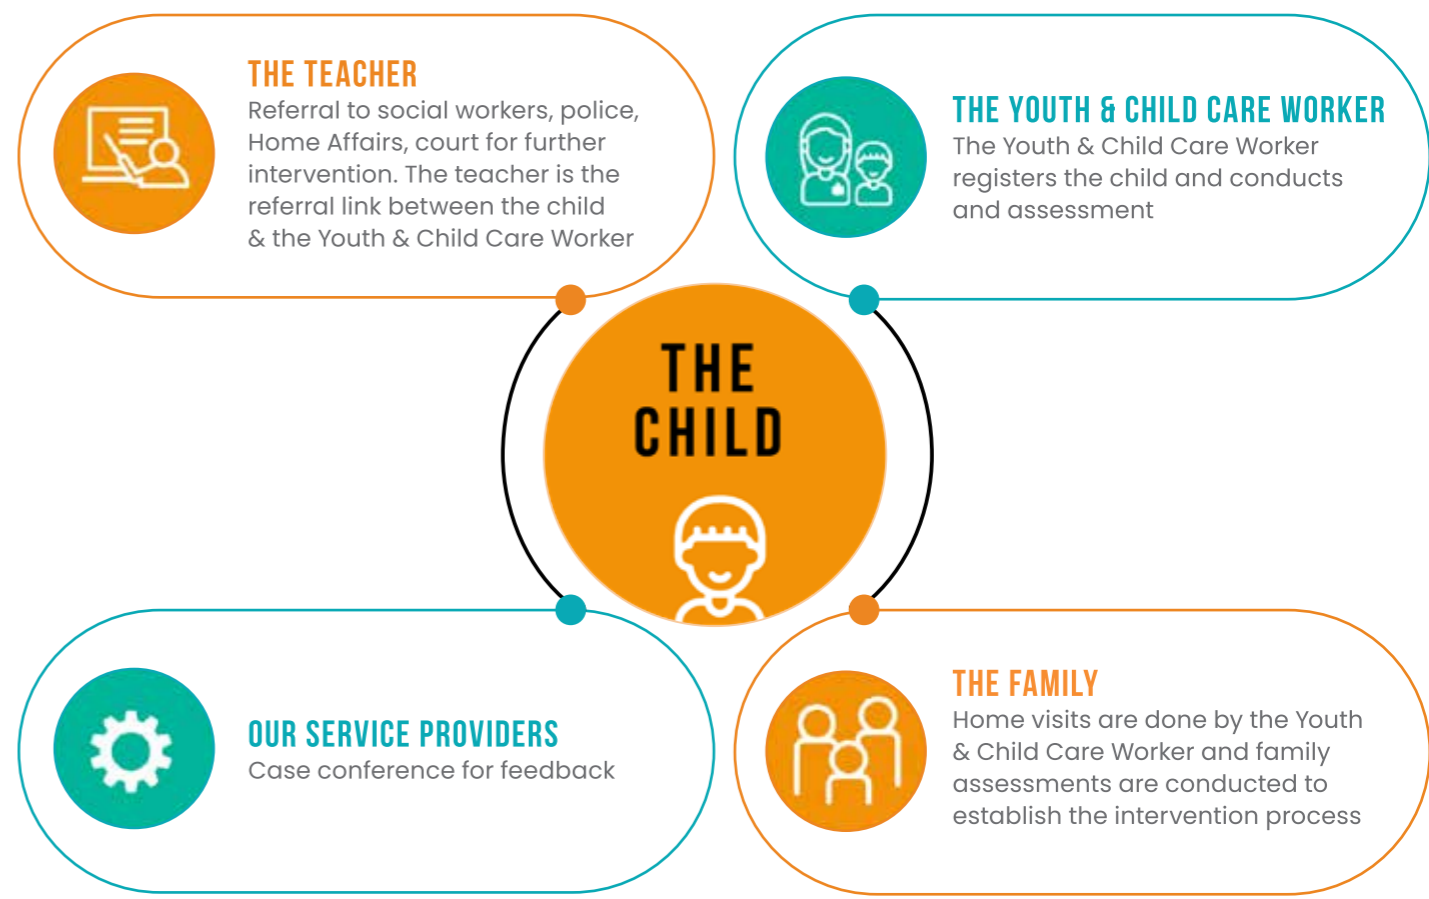 THE TEACHER
Referral to social workers, police,
Home Affairs, court for further
intervention. The teacher is the
referral link between the child
& the Youth & Child Care Worker
THE YOUTH & CHILD CARE WORKER
The Youth & Child Care Worker
registers the child and conducts
and assessment
THE
CHILD
OUR SERVICE PROVIDERS
Case conference for feedback
THE FAMILY
Home visits are done by the Youth
& Child Care Worker and family
assessments are conducted to
establish the intervention process